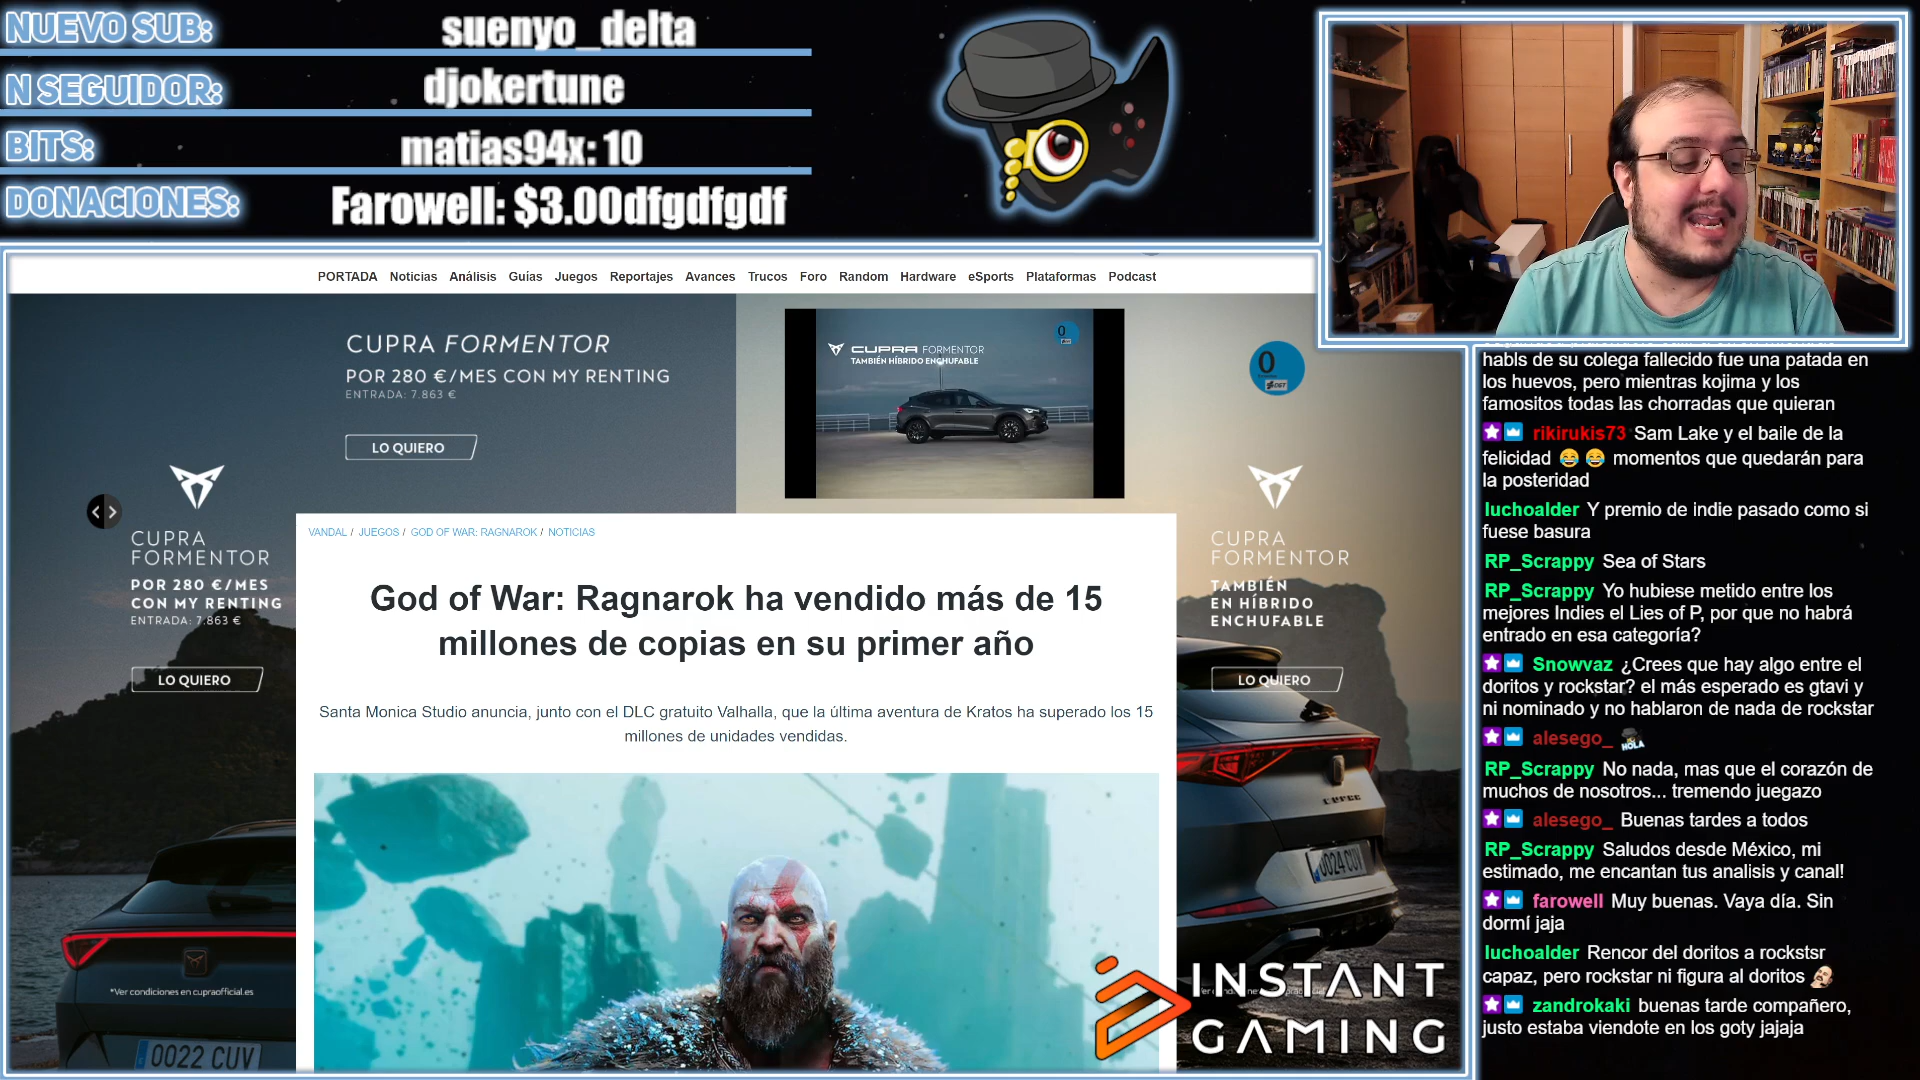 NUEVO SUB: suenyo_delta
N SEGUIDOR: djokertune
BITS: matias94x: 10
DONACIONES: Farowell: $3.00dfgdfgdf
PORTADA Noticias Análisis Guías Juegos Reportajes Avances Trucos Foro Random Hardware eSports Plataformas Podcast
CUPRA FORMENTOR
POR 280 €/MES CON MY RENTING
ENTRADA: 7.863 €
LO QUIERO
CUPRA FORMENTOR
TAMBIÉN HÍBRIDO ENCHUFABLE
0
0
DGT
CUPRA
FORMENTOR
POR 280 €/MES
CON MY RENTING
ENTRADA: 7.863 €
LO QUIERO
*Ver condiciones en cupraofficial.es
0022 CUV
CUPRA
FORMENTOR
TAMBIÉN
EN HÍBRIDO
ENCHUFABLE
LO QUIERO
CUPRA
0024 CUV
VANDAL / JUEGOS / GOD OF WAR: RAGNAROK / NOTICIAS
God of War: Ragnarok ha vendido más de 15
millones de copias en su primer año
Santa Monica Studio anuncia, junto con el DLC gratuito Valhalla, que la última aventura de Kratos ha superado los 15
millones de unidades vendidas.
INSTANT
GAMING
habls de su colega fallecido fue una patada en
los huevos, pero mientras kojima y los
famositos todas las chorradas que quieran
rikirukis73 Sam Lake y el baile de la
felicidad 😂 😂 momentos que quedarán para
la posteridad
luchoalder Y premio de indie pasado como si
fuese basura
RP_Scrappy Sea of Stars
RP_Scrappy Yo hubiese metido entre los
mejores Indies el Lies of P, por que no habrá
entrado en esa categoría?
Snowvaz ¿Crees que hay algo entre el
doritos y rockstar? el más esperado es gtavi y
ni nominado y no hablaron de nada de rockstar
alesego_ HOLA
RP_Scrappy No nada, mas que el corazón de
muchos de nosotros... tremendo juegazo
alesego_ Buenas tardes a todos
RP_Scrappy Saludos desde México, mi
estimado, me encantan tus analisis y canal!
farowell Muy buenas. Vaya día. Sin
dormí jaja
luchoalder Rencor del doritos a rockstsr
capaz, pero rockstar ni figura al doritos
zandrokaki buenas tarde compañero,
justo estaba viendote en los goty jajaja